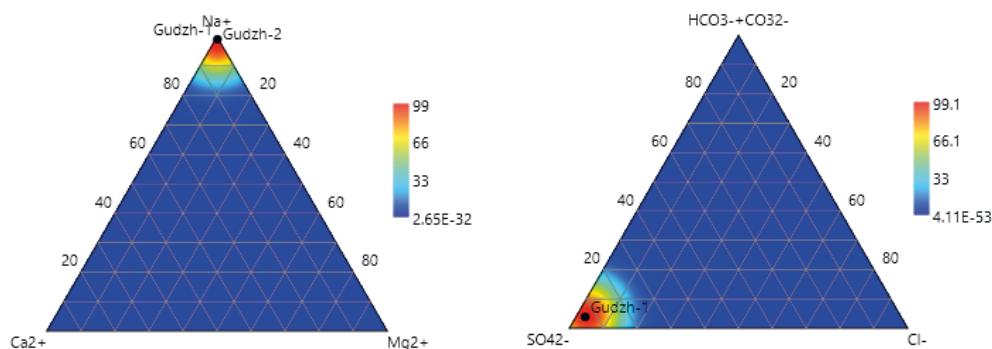 Na+
Gudzh-1
Gudzh-2
80
20
60
40
40
60
20
80
Ca2+
Mg2+
99
66
33
2.65E-32
HCO3-+CO32-
80
20
60
40
40
60
20
80
Gudzh-1
SO42-
Cl-
99.1
66.1
33
4.11E-53